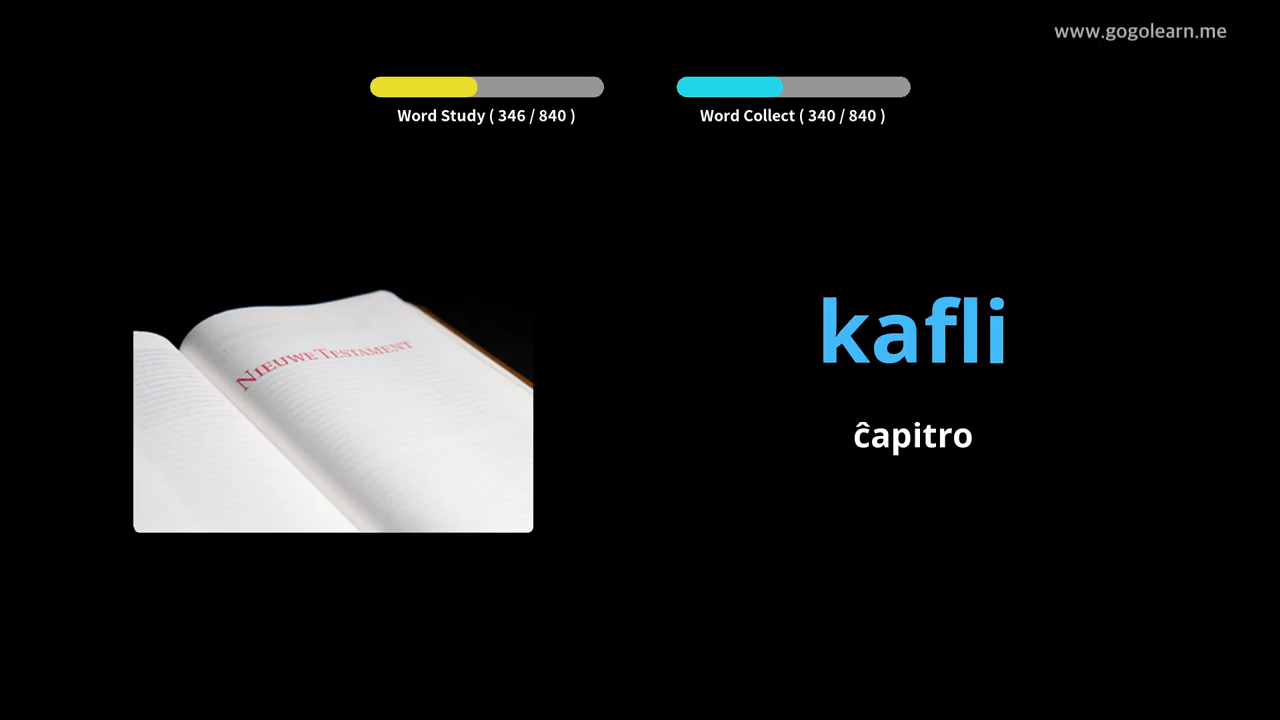 www.gogolearn.me
Word Study ( 346 / 840 )
Word Collect ( 340 / 840 )
NIEUWE TESTAMENT
kafli
ĉapitro